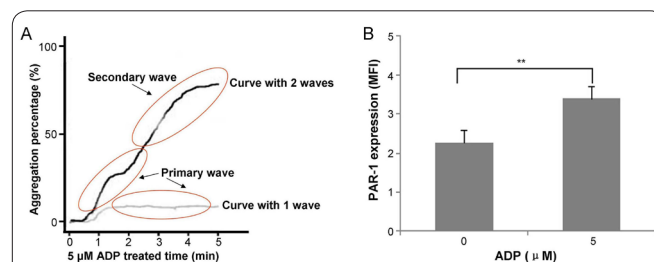 A
100
50
0
Aggregation percentage (%)
Secondary wave
Curve with 2 waves
Primary wave
Curve with 1 wave
0 1 2 3 4 5
5 μM ADP treated time (min)
B
5
4
3
2
1
0
PAR-1 expression (MFI)
**
0 5
ADP ( μ M)